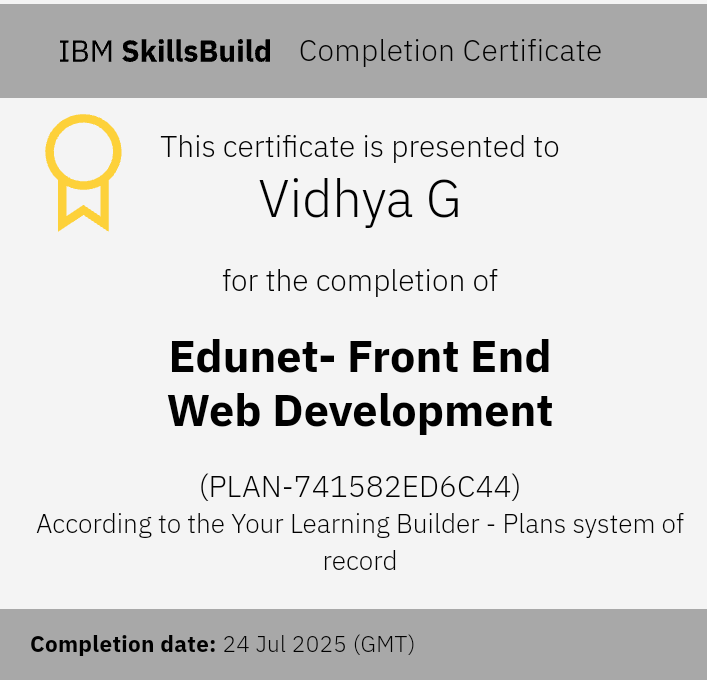 IBM SkillsBuild Completion Certificate
This certificate is presented to
Vidhya G
for the completion of
Edunet- Front End
Web Development
(PLAN-741582ED6C44)
According to the Your Learning Builder - Plans system of
record
Completion date: 24 Jul 2025 (GMT)